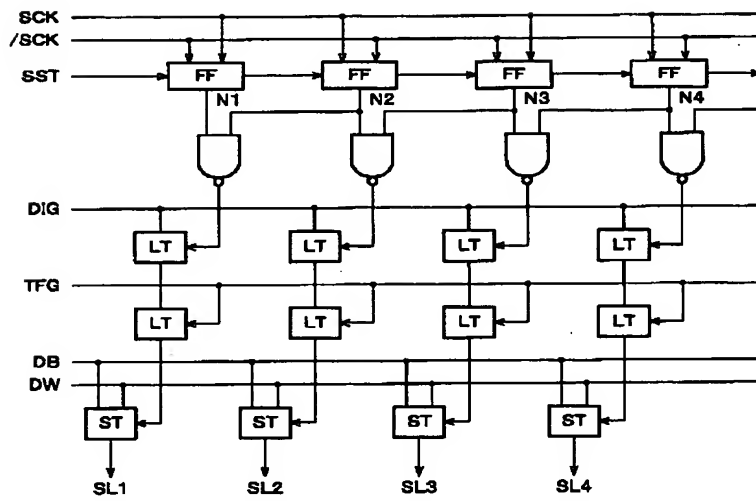 SCK
/SCK
SST FF FF FF FF
N1 N2 N3 N4
DIG
LT LT LT LT
TFG
LT LT LT LT
DB
DW
ST ST ST ST
SL1 SL2 SL3 SL4